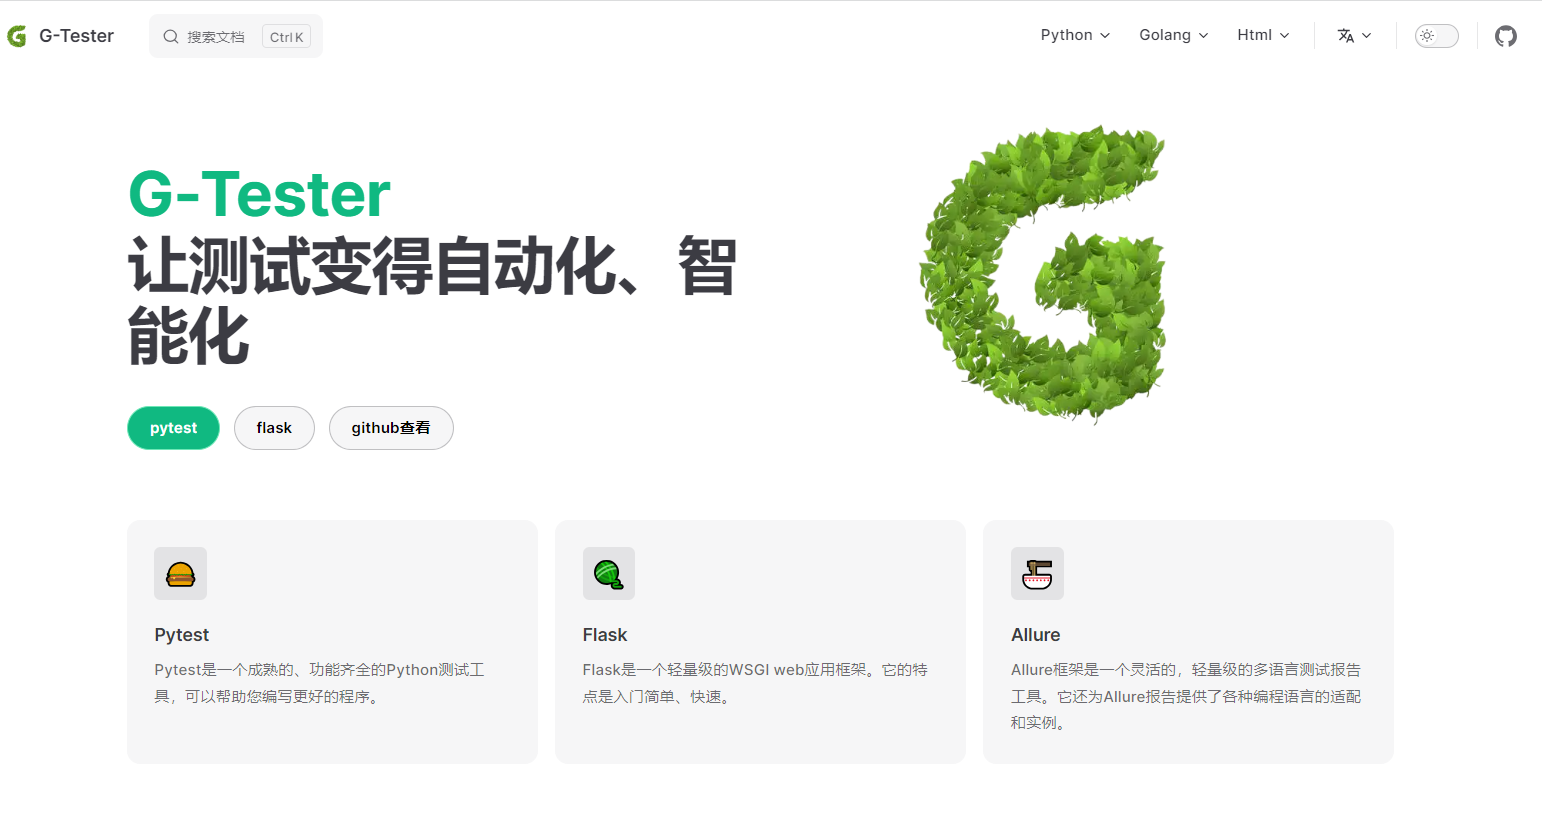 G-Tester
搜索文档
Ctrl K
Python
Golang
Html
G-Tester
让测试变得自动化、智
能化
pytest
flask
github查看
Pytest
Pytest是一个成熟的、功能齐全的Python测试工
具，可以帮助您编写更好的程序。
Flask
Flask是一个轻量级的WSGI web应用框架。它的特
点是入门简单、快速。
Allure
Allure框架是一个灵活的，轻量级的多语言测试报告
工具。它还为Allure报告提供了各种编程语言的适配
和实例。